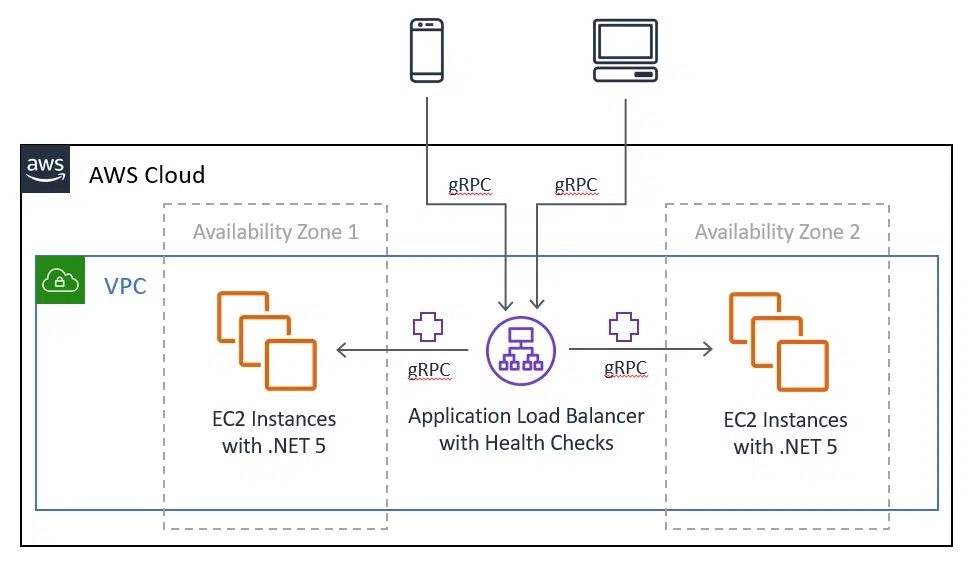 gRPC
gRPC
aws
AWS Cloud
Availability Zone 1
Availability Zone 2
VPC
gRPC
gRPC
EC2 Instances
with .NET 5
Application Load Balancer
with Health Checks
EC2 Instances
with .NET 5